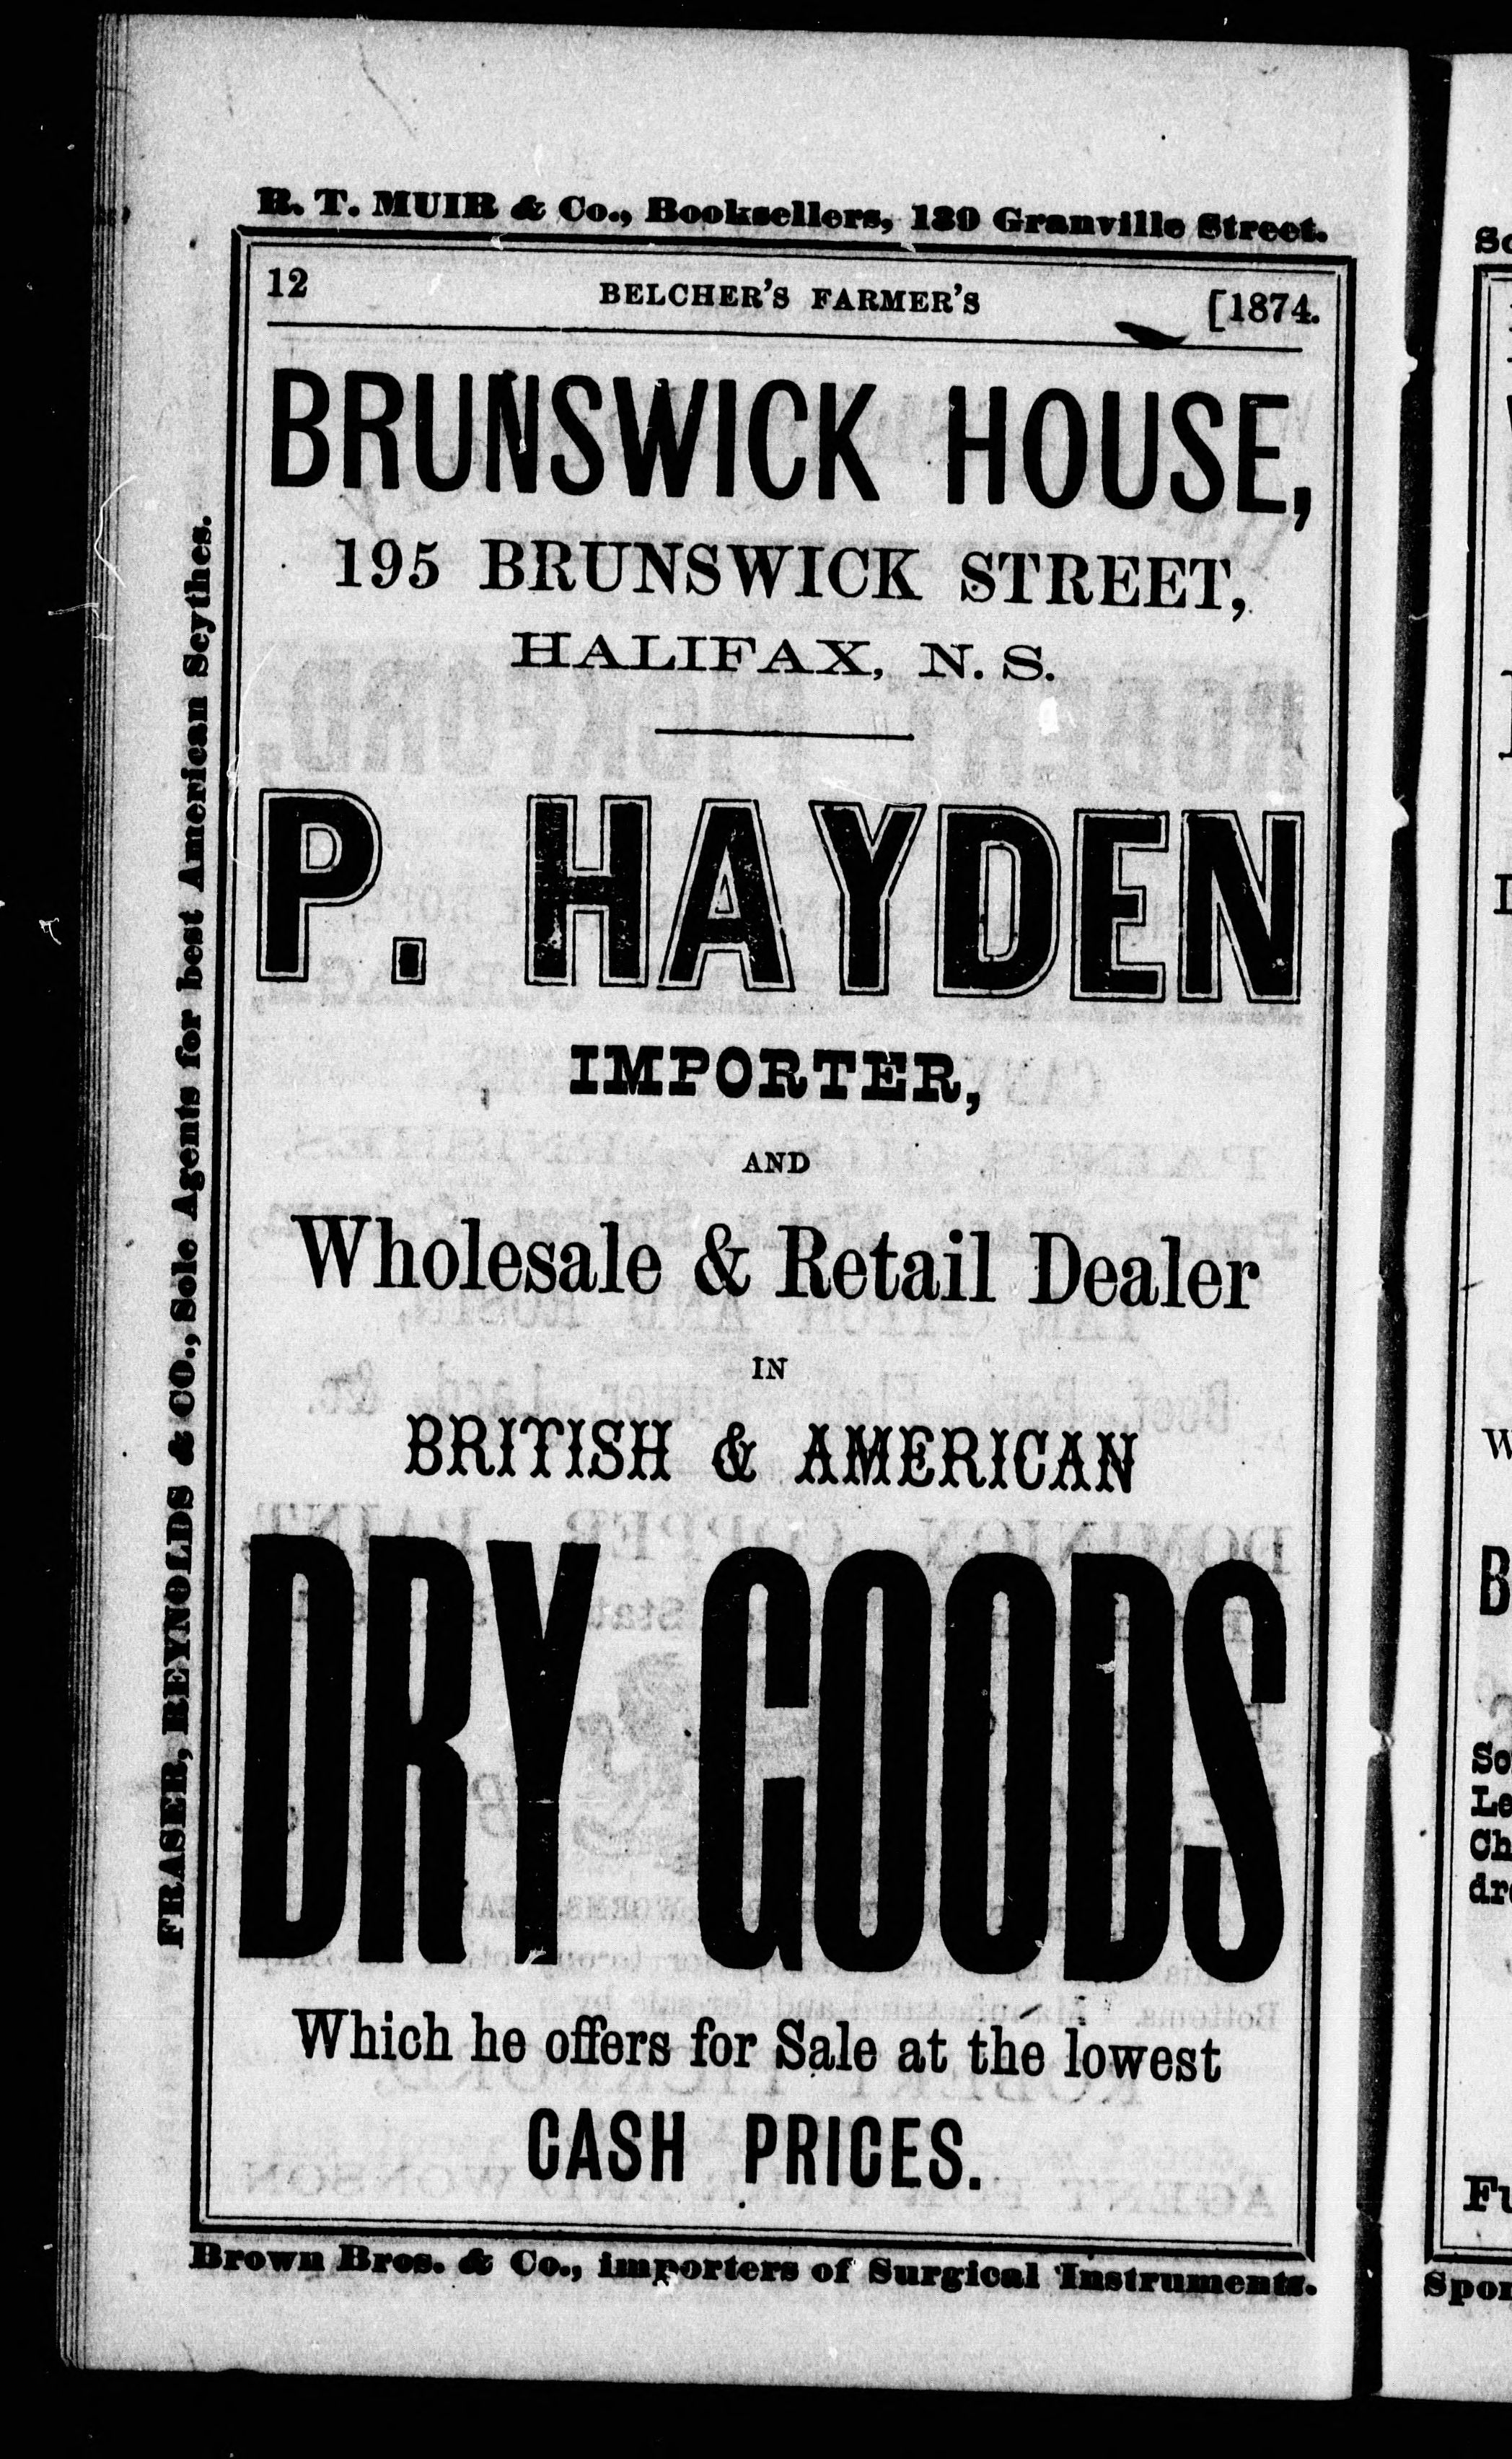 R. T. MUIR & Co., Booksellers, 139 Granville Street.
12 BELCHER'S FARMER'S [1874.
BRUNSWICK HOUSE,
195 BRUNSWICK STREET,
HALIFAX, N. S.
P. HAYDEN
IMPORTER,
AND
Wholesale & Retail Dealer
IN
BRITISH & AMERICAN
DRY GOODS
Which he offers for Sale at the lowest
CASH PRICES.
Brown Bros. & Co., importers of Surgical Instruments.
FRASER, REYNOLDS & CO., Sole Agents for best American Scythes.